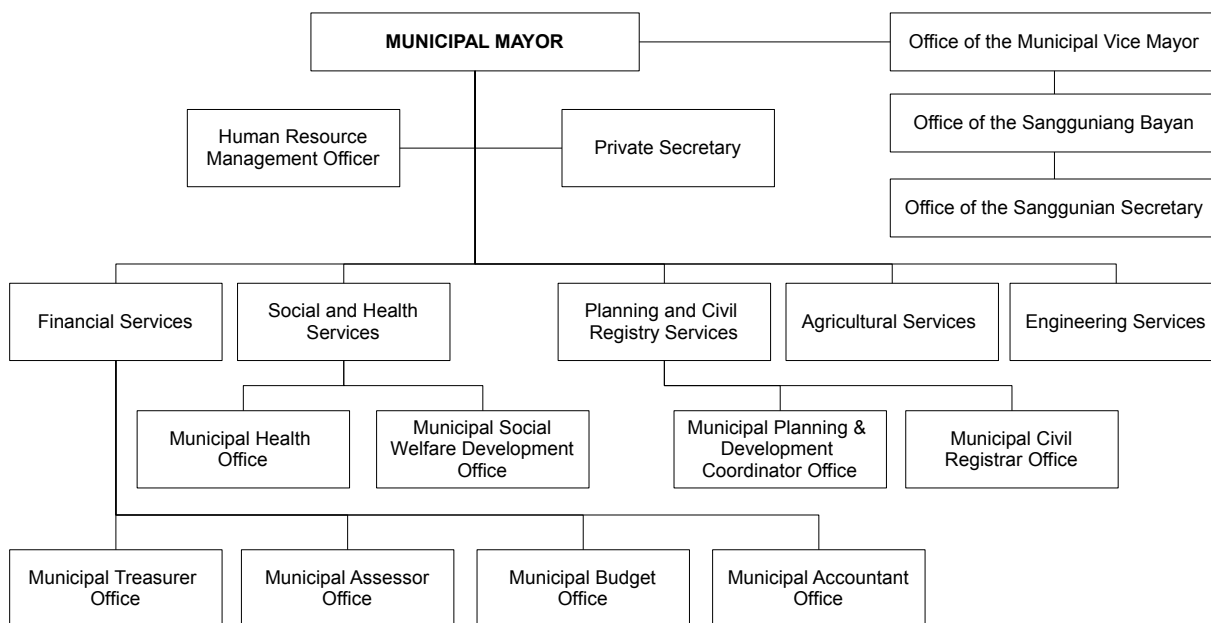 MUNICIPAL MAYOR
Office of the Municipal Vice Mayor
Office of the Sangguniang Bayan
Office of the Sanggunian Secretary
Human Resource
Management Officer
Private Secretary
Financial Services
Social and Health
Services
Planning and Civil
Registry Services
Agricultural Services
Engineering Services
Municipal Health
Office
Municipal Social
Welfare Development
Office
Municipal Planning &
Development
Coordinator Office
Municipal Civil
Registrar Office
Municipal Treasurer
Office
Municipal Assessor
Office
Municipal Budget
Office
Municipal Accountant
Office